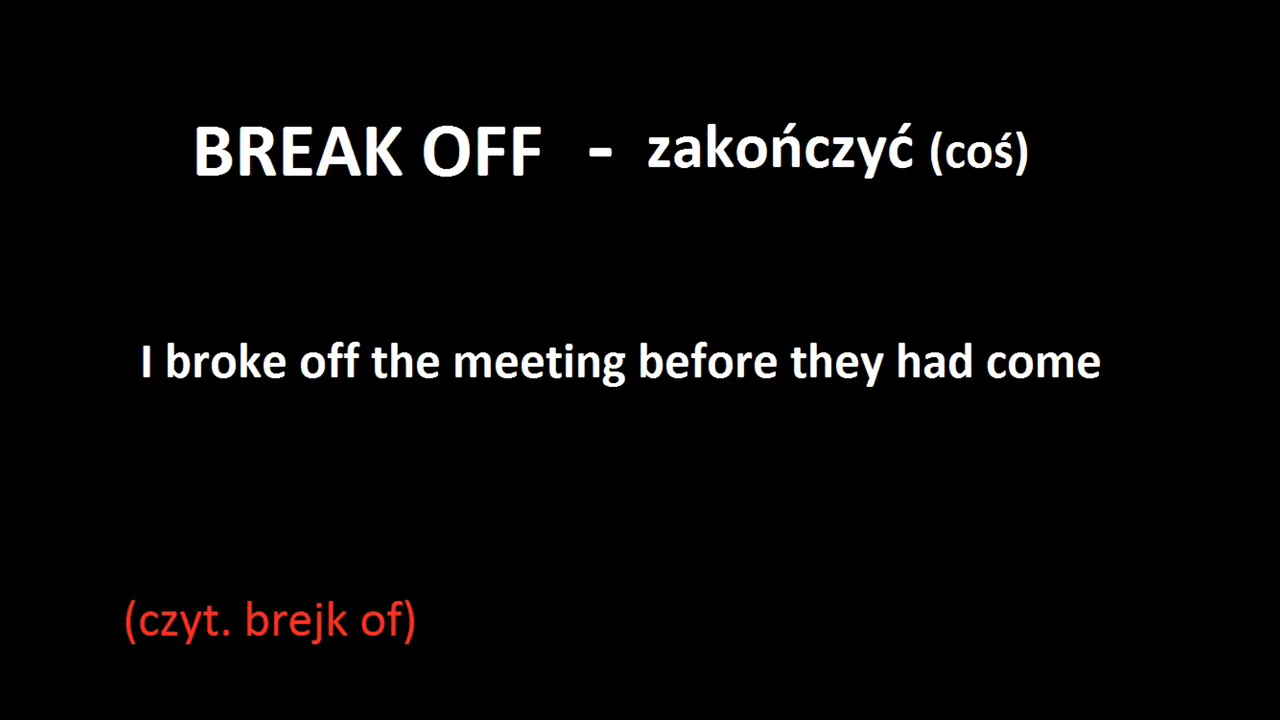 BREAK OFF - zakończyć (coś)
I broke off the meeting before they had come
(czyt. brejk of)